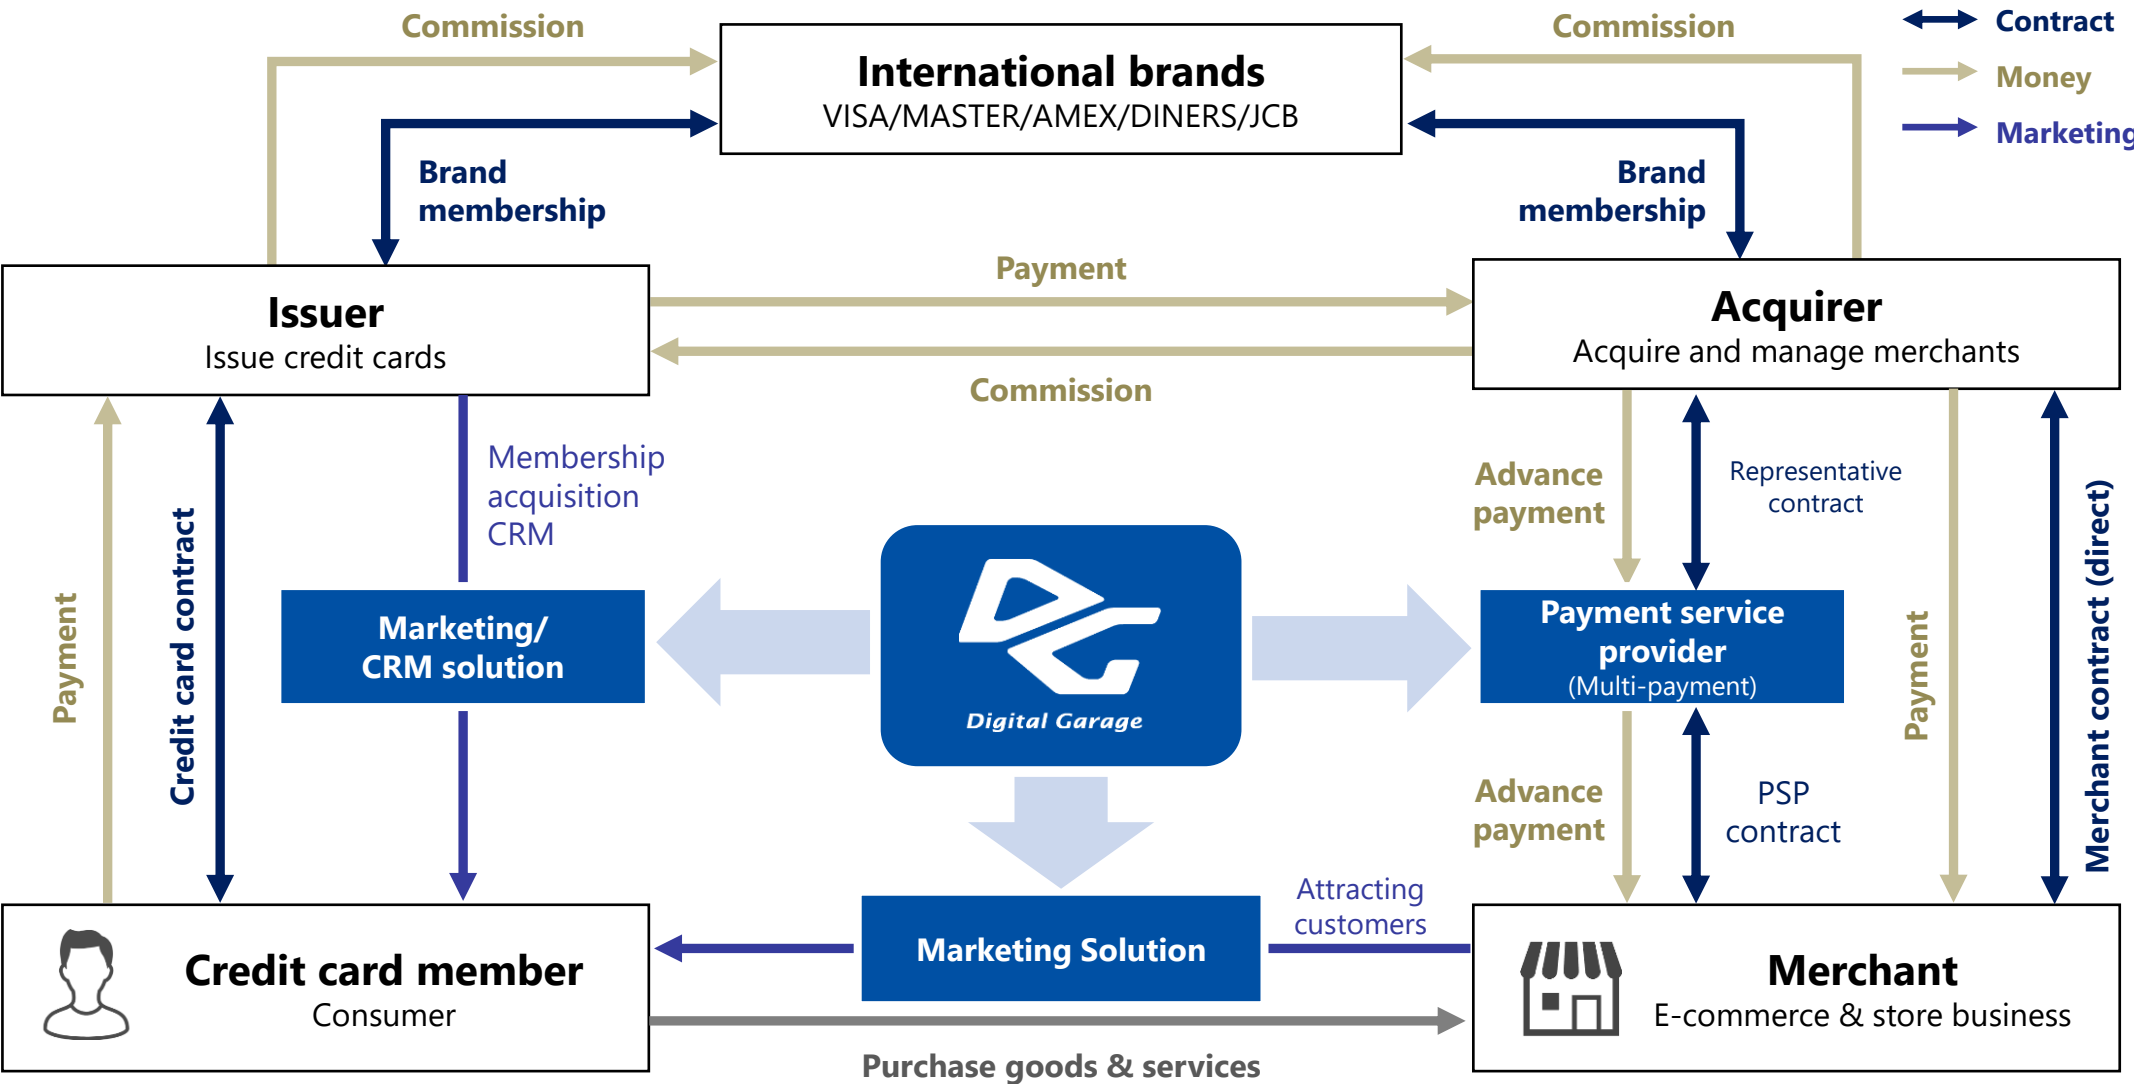 Commission
International brands
VISA/MASTER/AMEX/DINERS/JCB
Commission
Contract
Money
Marketing
Brand
membership
Brand
membership
Issuer
Issue credit cards
Payment
Commission
Acquirer
Acquire and manage merchants
Payment
Credit card contract
Membership
acquisition
CRM
Marketing/
CRM solution
Digital Garage
Advance
payment
Representative
contract
Payment service
provider
(Multi-payment)
Advance
payment
PSP
contract
Payment
Merchant contract (direct)
Marketing Solution
Attracting
customers
Credit card member
Consumer
Merchant
E-commerce & store business
Purchase goods & services